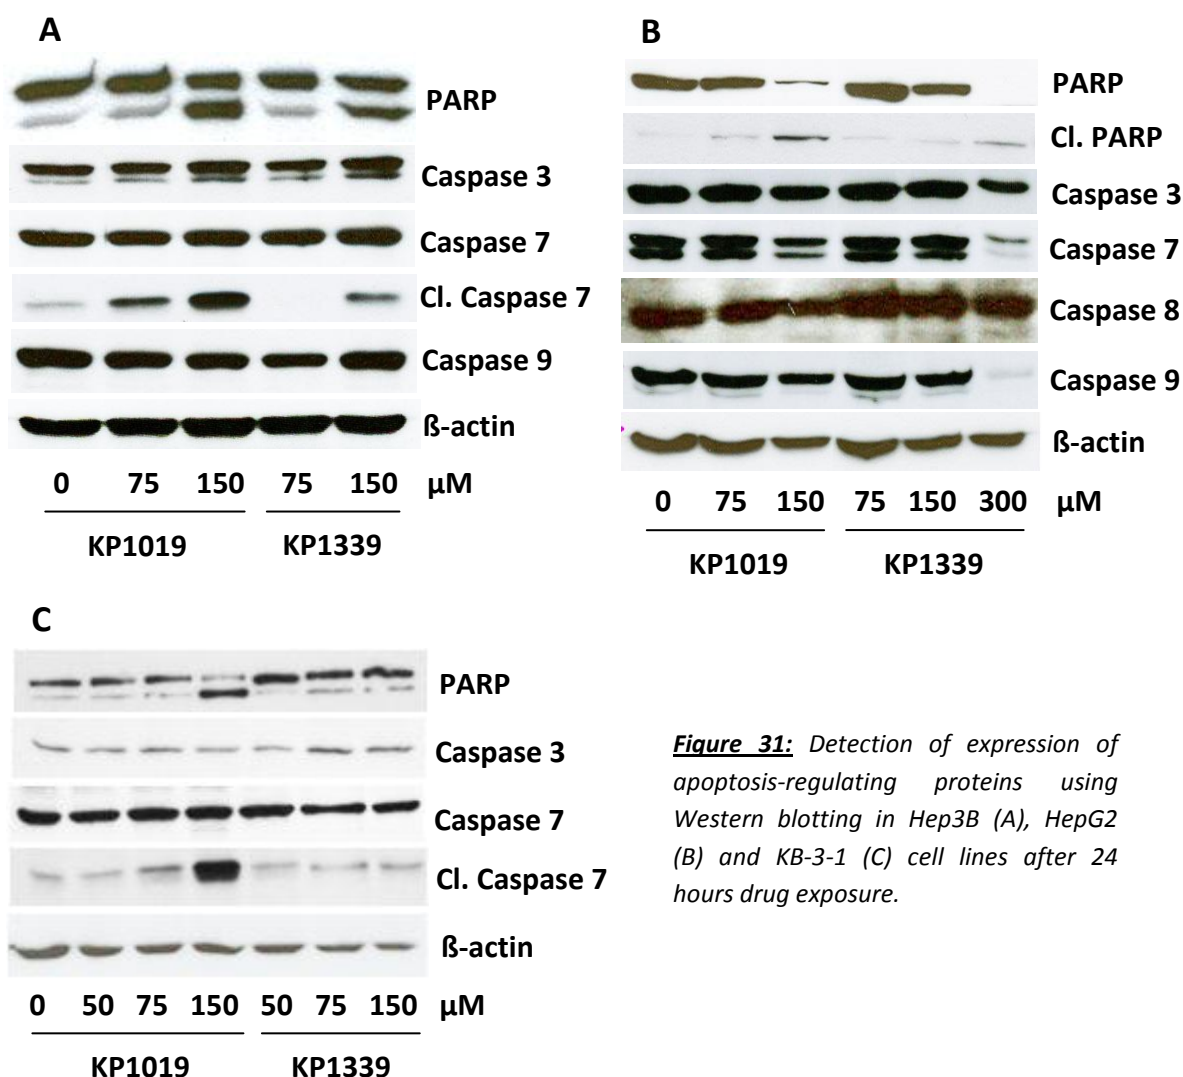 A
PARP
Caspase 3
Caspase 7
Cl. Caspase 7
Caspase 9
ß-actin
0 75 150 75 150 µM
KP1019 KP1339
B
PARP
Cl. PARP
Caspase 3
Caspase 7
Caspase 8
Caspase 9
ß-actin
0 75 150 75 150 300 µM
KP1019 KP1339
C
PARP
Caspase 3
Caspase 7
Cl. Caspase 7
ß-actin
0 50 75 150 50 75 150 µM
KP1019 KP1339
Figure 31: Detection of expression of
apoptosis-regulating proteins using
Western blotting in Hep3B (A), HepG2
(B) and KB-3-1 (C) cell lines after 24
hours drug exposure.